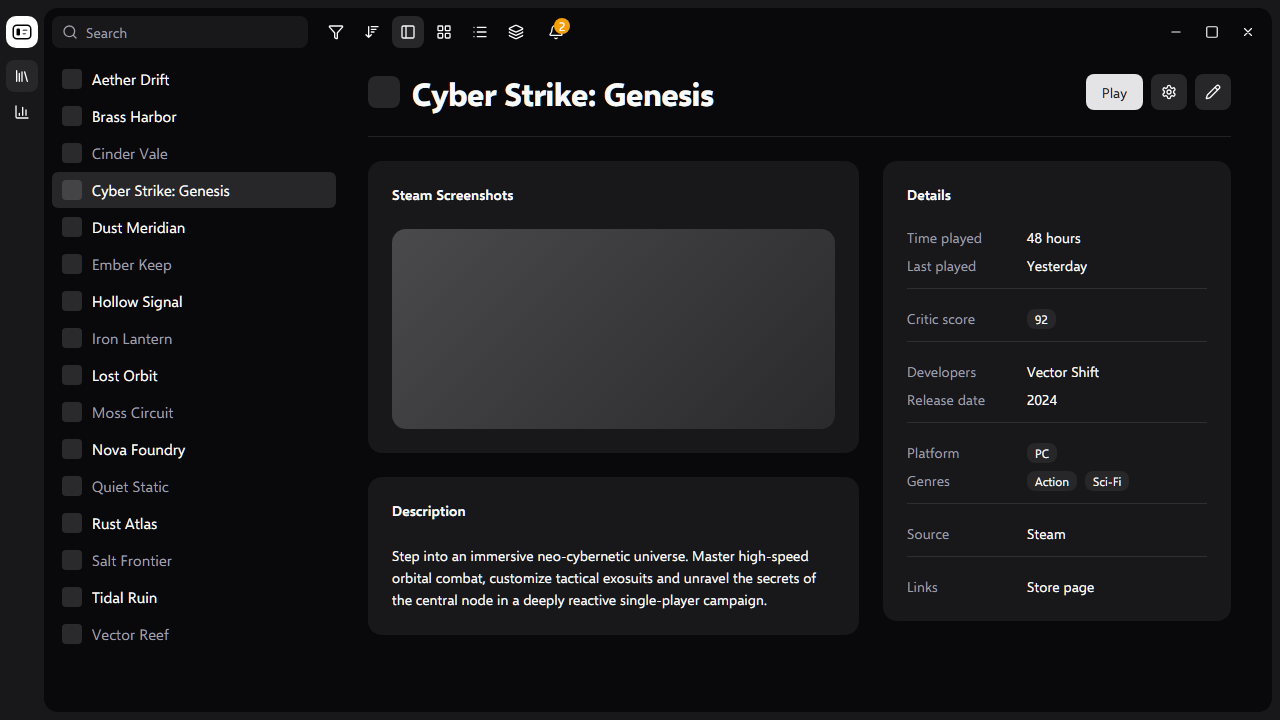 Search
2
Aether Drift
Brass Harbor
Cinder Vale
Cyber Strike: Genesis
Dust Meridian
Ember Keep
Hollow Signal
Iron Lantern
Lost Orbit
Moss Circuit
Nova Foundry
Quiet Static
Rust Atlas
Salt Frontier
Tidal Ruin
Vector Reef
Cyber Strike: Genesis
Play
Steam Screenshots
Description
Step into an immersive neo-cybernetic universe. Master high-speed
orbital combat, customize tactical exosuits and unravel the secrets of
the central node in a deeply reactive single-player campaign.
Details
Time played 48 hours
Last played Yesterday
Critic score 92
Developers Vector Shift
Release date 2024
Platform PC
Genres Action Sci-Fi
Source Steam
Links Store page